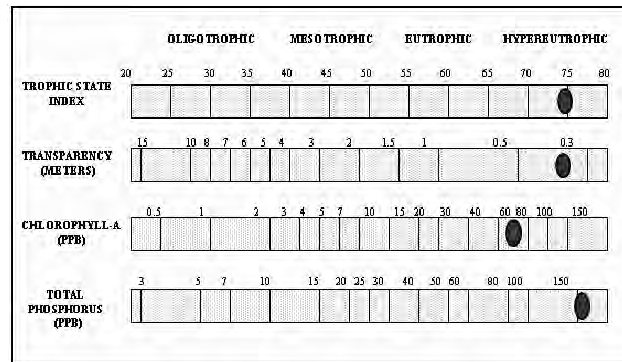 OLIGOTROPHIC MESOTROPHIC EUTROPHIC HYPEREUTROPHIC
20 25 30 35 40 45 50 55 60 65 70 75 80
TROPHIC STATE
INDEX
15 10 8 7 6 5 4 3 2 1.5 1 0.5 0.3
TRANSPARENCY
(METERS)
0.5 1 2 3 4 5 7 10 15 20 30 40 60 80 100 150
CHLOROPHYLL-A
(PPB)
3 5 7 10 15 20 25 30 40 50 60 80 100 150
TOTAL
PHOSPHORUS
(PPB)